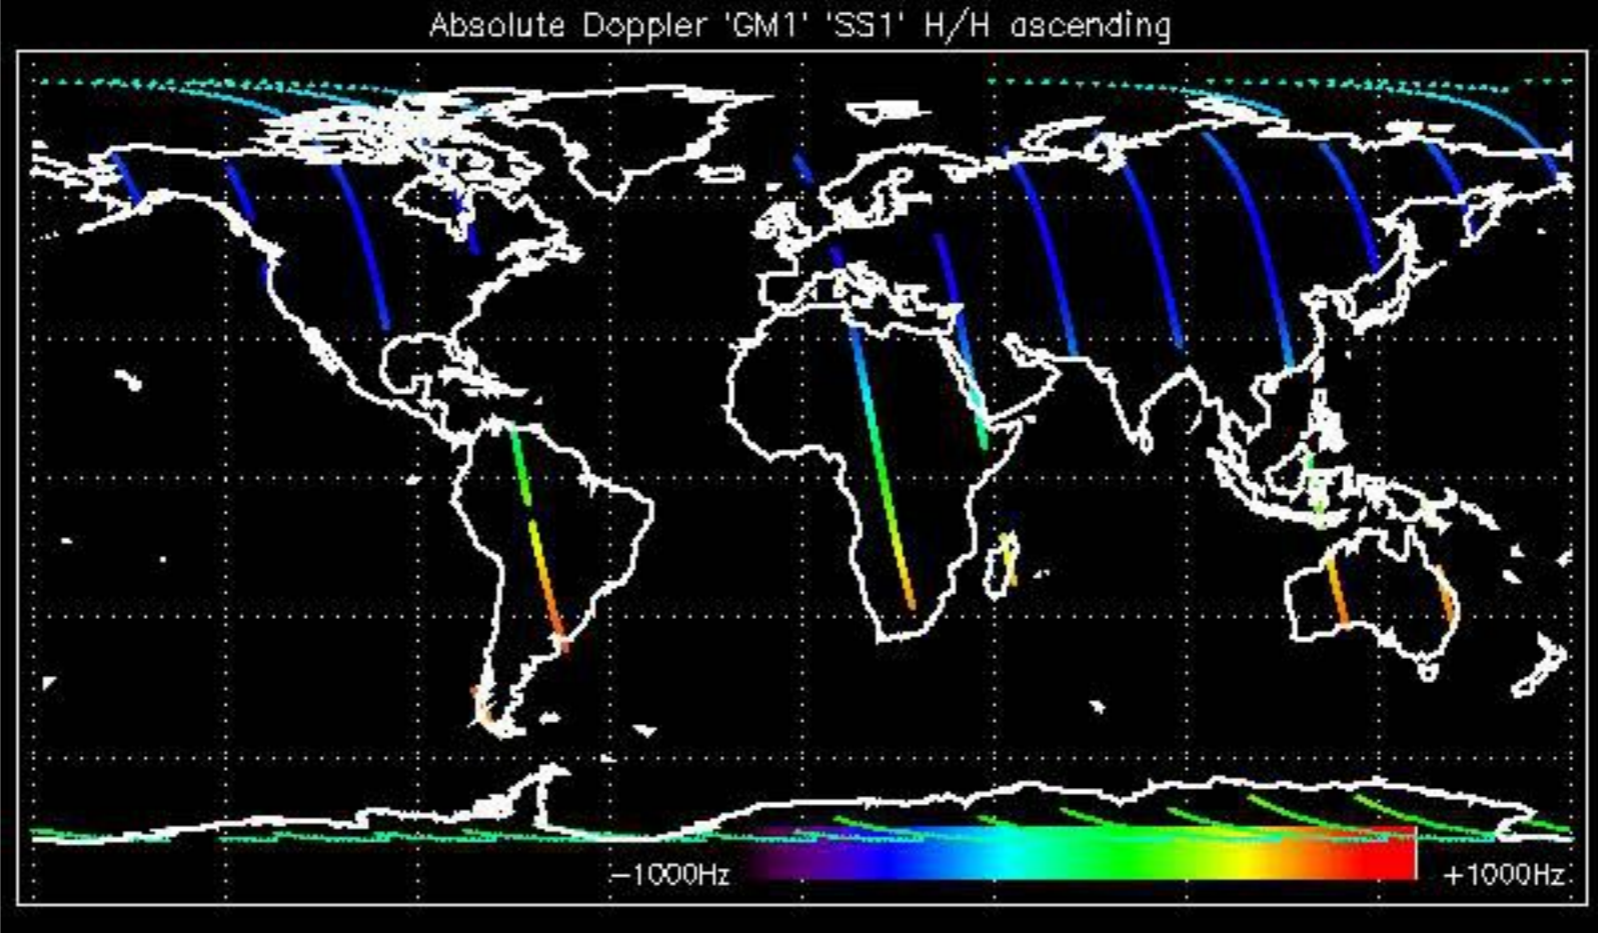 Absolute Doppler 'GM1' 'SS1' H/H ascending
−1000Hz +1000Hz